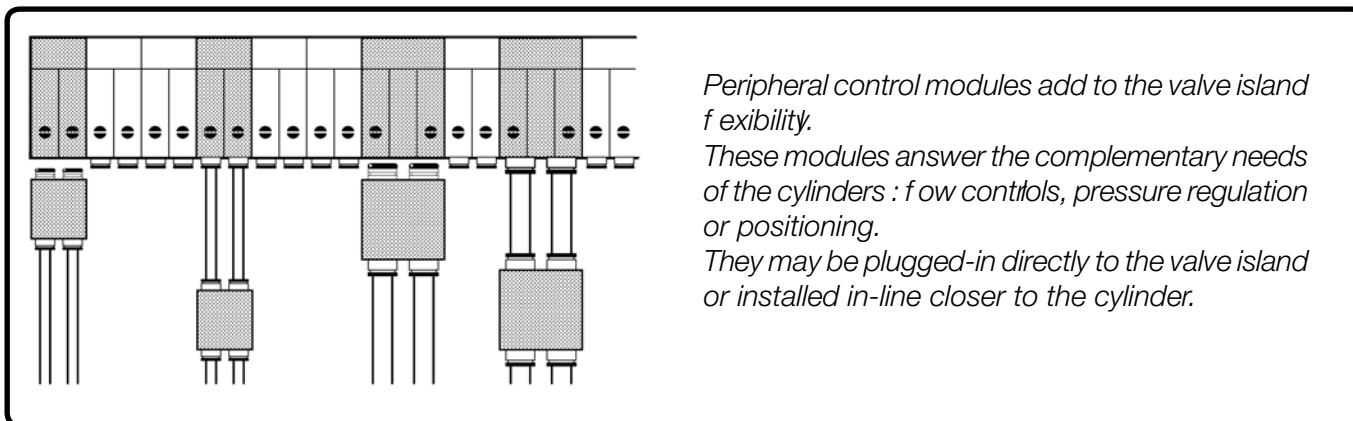 Peripheral control modules add to the valve island
f exibility.
These modules answer the complementary needs
of the cylinders : f ow contrlols, pressure regulation
or positioning.
They may be plugged-in directly to the valve island
or installed in-line closer to the cylinder.